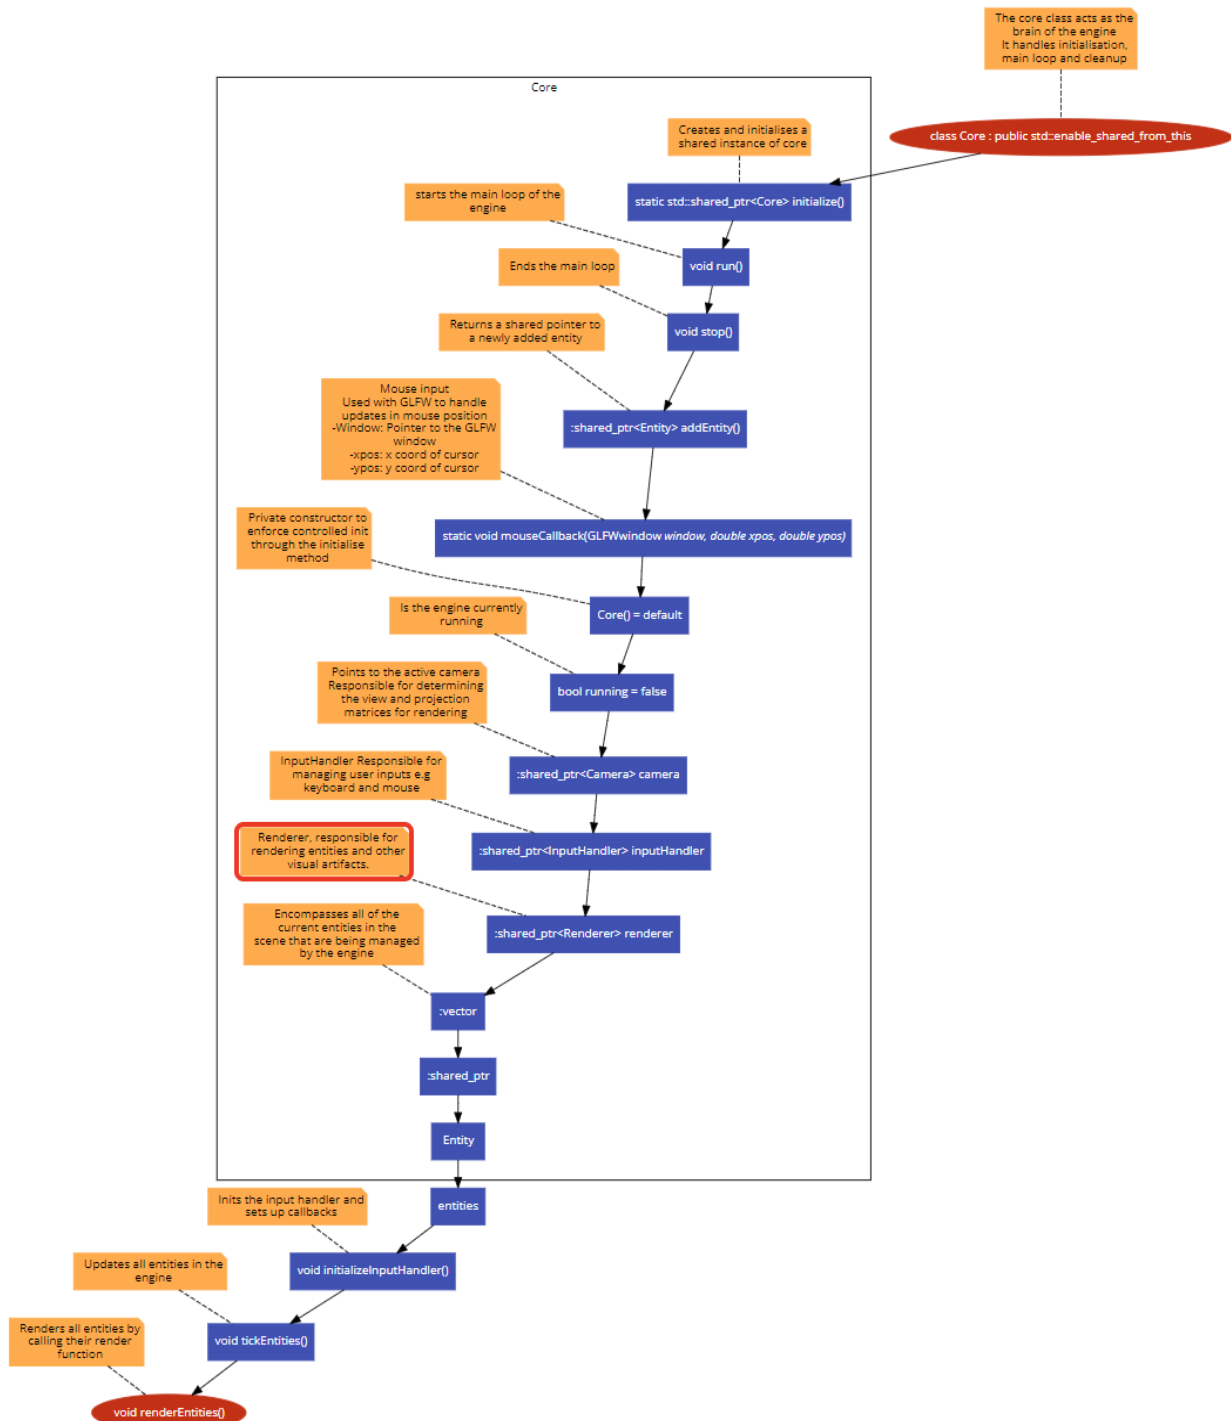 The core class acts as the
brain of the engine
It handles initialisation,
main loop and cleanup
Core
class Core : public std::enable_shared_from_this
Creates and initialises a
shared instance of core
static std::shared_ptr<Core> initialize()
starts the main loop of the
engine
void run()
Ends the main loop
void stop()
Returns a shared pointer to
a newly added entity
:shared_ptr<Entity> addEntity()
Mouse input
Used with GLFW to handle
updates in mouse position
-Window: Pointer to the GLFW
window
-xpos: x coord of cursor
-ypos: y coord of cursor
static void mouseCallback(GLFWwindow window, double xpos, double ypos)
Private constructor to
enforce controlled init
through the initialise
method
Core() = default
Is the engine currently
running
bool running = false
Points to the active camera
Responsible for determining
the view and projection
matrices for rendering
:shared_ptr<Camera> camera
InputHandler Responsible for
managing user inputs e.g
keyboard and mouse
:shared_ptr<InputHandler> inputHandler
Renderer, responsible for
rendering entities and other
visual artifacts.
:shared_ptr<Renderer> renderer
Encompasses all of the
current entities in the
scene that are being managed
by the engine
:vector
:shared_ptr
Entity
entities
Inits the input handler and
sets up callbacks
void initializeInputHandler()
Updates all entities in the
engine
void tickEntities()
Renders all entities by
calling their render
function
void renderEntities()